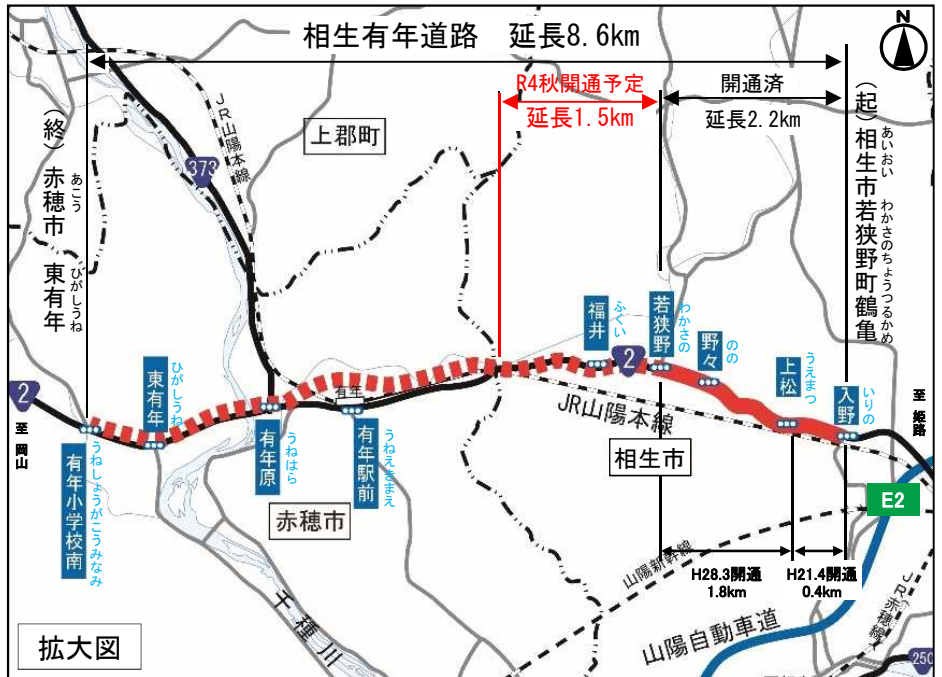 相生有年道路 延長8.6km
N
R4秋開通予定
延長1.5km
開通済
延長2.2km
(起)相生市若狭野町鶴亀
あいおい わかさのちょうつるかめ
(終)赤穂市 東有年
あこう ひがしうね
JR山陽本線
上郡町
373
福井
ふくい
若狭野
わかさの
野々
のの
上松
うえまつ
入野
いりの
至 姫路
2
2
至 岡山
東有年
ひがしうね
有年
有年小学校南
うねしょうがこうみなみ
有年原
うねはら
有年駅前
うねえきまえ
JR山陽本線
相生市
赤穂市
E2
山陽新幹線
H28.3開通
1.8km
H21.4開通
0.4km
千種川
山陽自動車道
JR赤穂線
250
拡大図